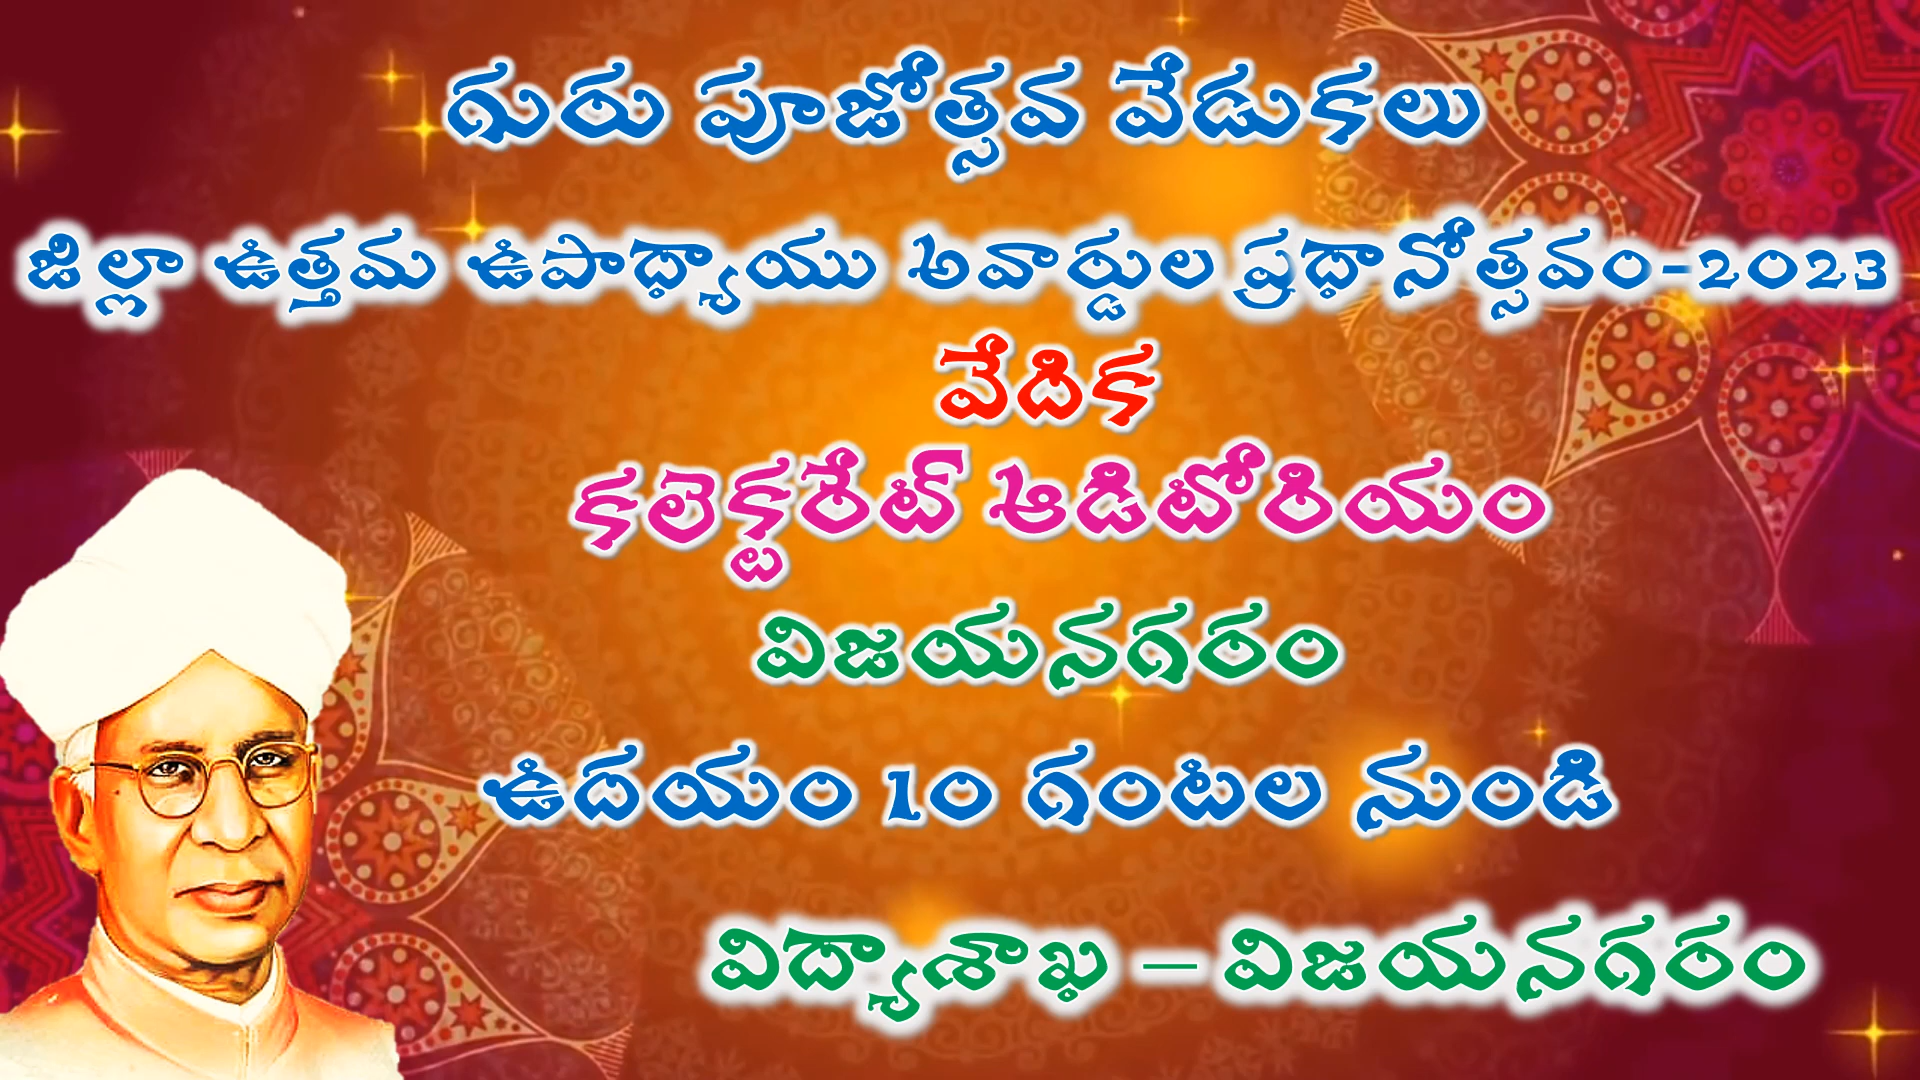 గురు పూజోత్సవ వేడుకలు
జిల్లా ఉత్తమ ఉపాధ్యాయు అవార్డుల ప్రధానోత్సవం-2023
వేదిక
కలెక్టరేట్ ఆడిటోరియం
విజయనగరం
ఉదయం 10 గంటల నుండి
విద్యాశాఖ – విజయనగరం